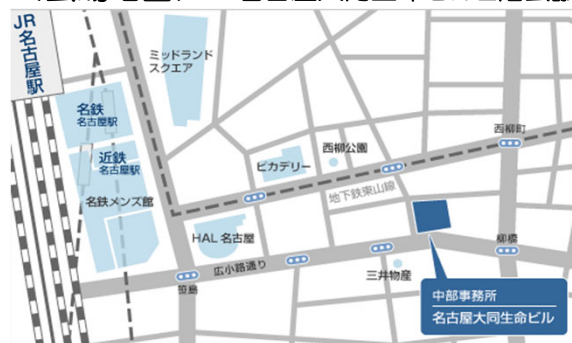 JR名古屋駅
ミッドランド
スクエア
名鉄
名古屋駅
近鉄
名古屋駅
名鉄メンズ館
ピカデリー
西柳公園
西柳町
地下鉄東山線
HAL 名古屋
広小路通り
笹島
三井物産
柳橋
中部事務所
名古屋大同生命ビル